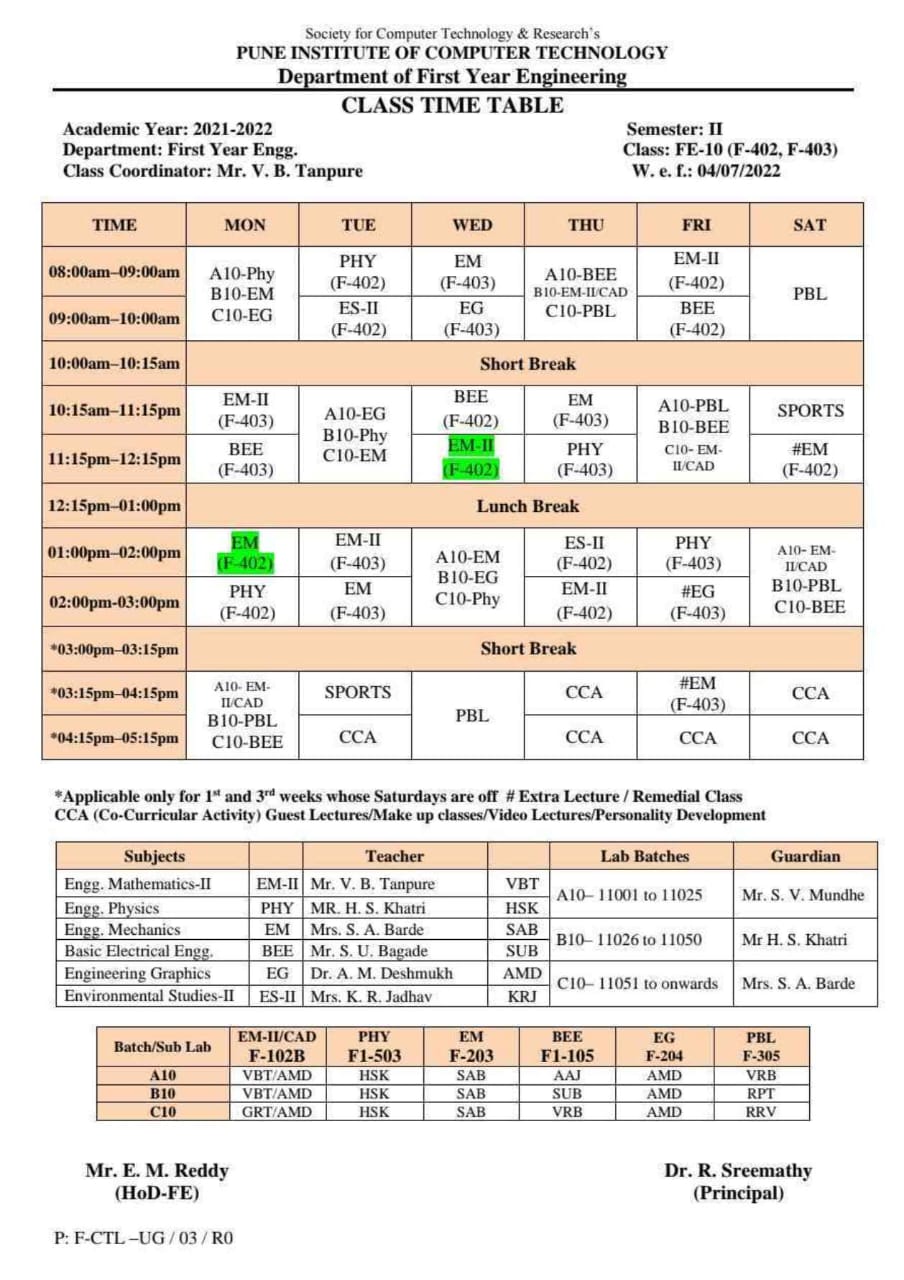 Society for Computer Technology & Research's
PUNE INSTITUTE OF COMPUTER TECHNOLOGY
Department of First Year Engineering
CLASS TIME TABLE
Academic Year: 2021-2022 Semester: II
Department: First Year Engg. Class: FE-10 (F-402, F-403)
Class Coordinator: Mr. V. B. Tanpure W. e. f.: 04/07/2022
TIME MON TUE WED THU FRI SAT
08:00am–09:00am
09:00am–10:00am
A10-Phy
B10-EM
C10-EG
PHY
(F-402)
ES-II
(F-402)
EM
(F-403)
EG
(F-403)
A10-BEE
B10-EM-II/CAD
C10-PBL
EM-II
(F-402)
BEE
(F-402)
PBL
10:00am–10:15am Short Break
10:15am–11:15pm
11:15pm–12:15pm
EM-II
(F-403)
BEE
(F-403)
A10-EG
B10-Phy
C10-EM
BEE
(F-402)
EM-II
(F-402)
EM
(F-403)
PHY
(F-403)
A10-PBL
B10-BEE
C10- EM-
II/CAD
SPORTS
#EM
(F-402)
12:15pm–01:00pm Lunch Break
01:00pm–02:00pm
02:00pm-03:00pm
EM
(F-402)
PHY
(F-402)
EM-II
(F-403)
EM
(F-403)
A10-EM
B10-EG
C10-Phy
ES-II
(F-402)
EM-II
(F-402)
PHY
(F-403)
#EG
(F-403)
A10- EM-
II/CAD
B10-PBL
C10-BEE
*03:00pm–03:15pm Short Break
*03:15pm–04:15pm
*04:15pm–05:15pm
A10- EM-
II/CAD
B10-PBL
C10-BEE
SPORTS
CCA
PBL
CCA
CCA
#EM
(F-403)
CCA
CCA
CCA
*Applicable only for 1st and 3rd weeks whose Saturdays are off # Extra Lecture / Remedial Class
CCA (Co-Curricular Activity) Guest Lectures/Make up classes/Video Lectures/Personality Development
Subjects Teacher Lab Batches Guardian
Engg. Mathematics-II EM-II Mr. V. B. Tanpure VBT
Engg. Physics PHY MR. H. S. Khatri HSK
A10– 11001 to 11025 Mr. S. V. Mundhe
Engg. Mechanics EM Mrs. S. A. Barde SAB
Basic Electrical Engg. BEE Mr. S. U. Bagade SUB
B10– 11026 to 11050 Mr H. S. Khatri
Engineering Graphics EG Dr. A. M. Deshmukh AMD
Environmental Studies-II ES-II Mrs. K. R. Jadhav KRJ
C10– 11051 to onwards Mrs. S. A. Barde
Batch/Sub Lab
EM-II/CAD PHY EM BEE EG PBL
F-102B F1-503 F-203 F1-105 F-204 F-305
A10 VBT/AMD HSK SAB AAJ AMD VRB
B10 VBT/AMD HSK SAB SUB AMD RPT
C10 GRT/AMD HSK SAB VRB AMD RRV
Mr. E. M. Reddy Dr. R. Sreemathy
(HoD-FE) (Principal)
P: F-CTL –UG / 03 / R0